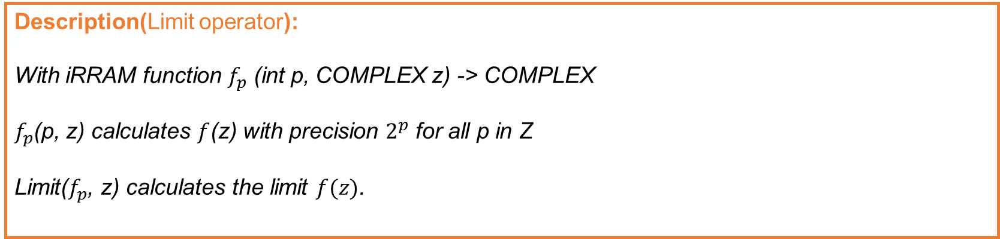 Description(Limit operator):
With iRRAM function f_p (int p, COMPLEX z) -> COMPLEX
f_p(p, z) calculates f(z) with precision 2^p for all p in Z
Limit(f_p, z) calculates the limit f(z).